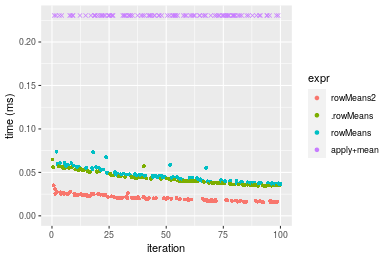 0.20
0.15
0.10
0.05
0.00
time (ms)
0
25
50
75
100
iteration
expr
rowMeans2
.rowMeans
rowMeans
apply+mean